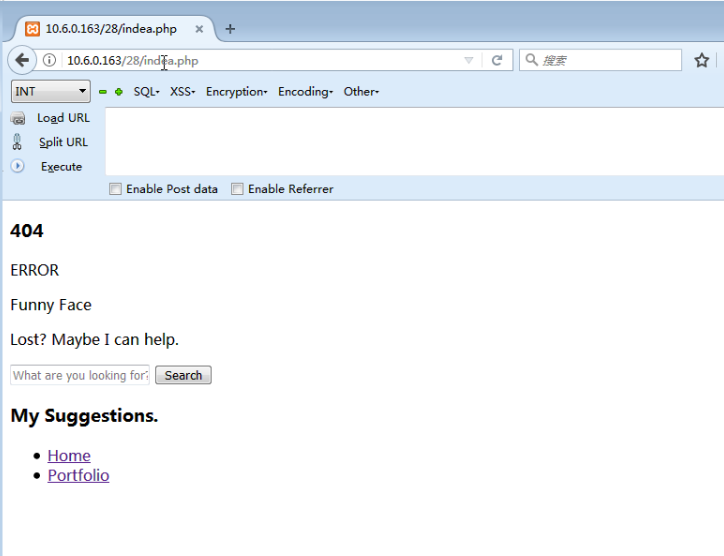 10.6.0.163/28/indea.php
10.6.0.163/28/indea.php
搜索
INT SQL XSS Encryption Encoding Other
Load URL
Split URL
Execute
Enable Post data Enable Referrer
404
ERROR
Funny Face
Lost? Maybe I can help.
What are you looking for? Search
My Suggestions.
Home
Portfolio